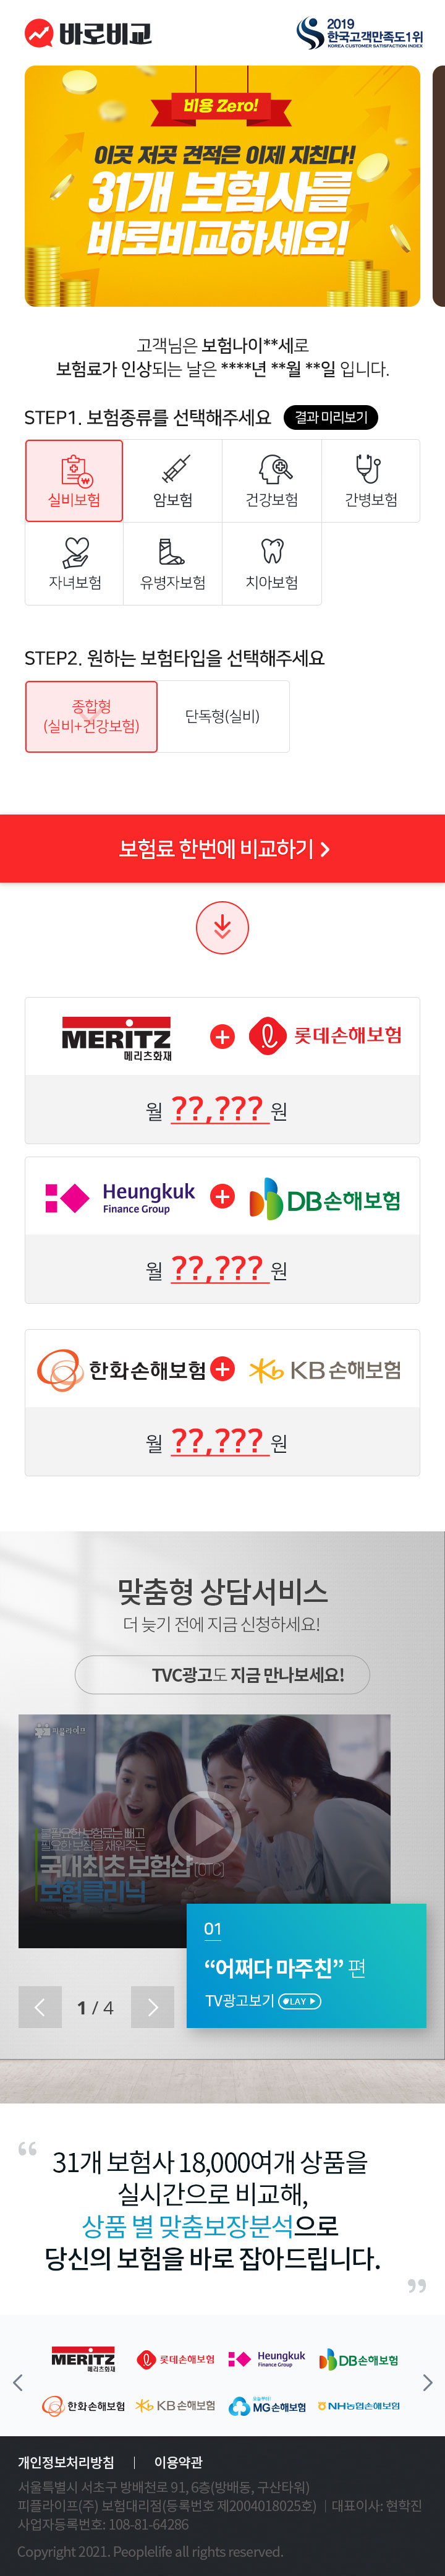 바로비교
2019
한국고객만족도1위
KOREA CUSTOMER SATISFACTION INDEX
비용 Zero!
이곳 저곳 견적은 이제 지친다!
31개 보험사를
바로비교하세요!
고객님은 보험나이**세로
보험료가 인상되는 날은 ****년 **월 **일 입니다.
STEP1. 보험종류를 선택해주세요 결과 미리보기
실비보험 암보험 건강보험 간병보험
자녀보험 유병자보험 치아보험
STEP2. 원하는 보험타입을 선택해주세요
종합형
(실비+건강보험)
단독형(실비)
보험료 한번에 비교하기
MERITZ
메리츠화재
롯데손해보험
월 ??,??? 원
Heungkuk
Finance Group
DB손해보험
월 ??,??? 원
한화손해보험 KB손해보험
월 ??,??? 원
맞춤형 상담서비스
더 늦기 전에 지금 신청하세요!
TVC광고도 지금 만나보세요!
피플라이프
불필요한 보험료는 빼고
필요한 보장을 채워주는
국내최초 보험샵(OTC)
보험클리닉
01
“어쩌다 마주친” 편
TV광고보기 PLAY
1 / 4
“
31개 보험사 18,000여개 상품을
실시간으로 비교해,
상품 별 맞춤보장분석으로
당신의 보험을 바로 잡아드립니다.
”
MERITZ
메리츠화재
롯데손해보험
Heungkuk
Finance Group
DB손해보험
한화손해보험 KB손해보험 MG손해보험 NH농협손해보험
개인정보처리방침 | 이용약관
서울특별시 서초구 방배천로 91, 6층(방배동, 구산타워)
피플라이프(주) 보험대리점(등록번호 제2004018025호) | 대표이사: 현학진
사업자등록번호: 108-81-64286
Copyright 2021. Peoplelife all rights reserved.